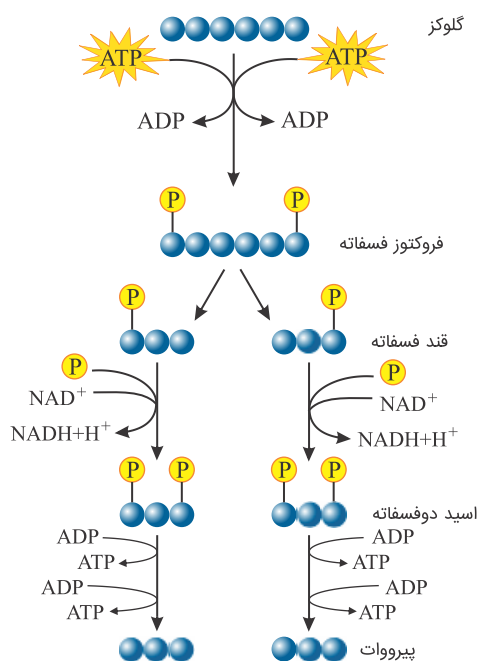 گلوکز
ATP ATP
ADP ADP
P P
فروکتوز فسفاته
P P
قند فسفاته
P P
NAD+ NAD+
NADH+H+ NADH+H+
P P P P
اسید دوفسفاته
ADP ADP
ATP ATP
ADP ADP
ATP ATP
پیرووات